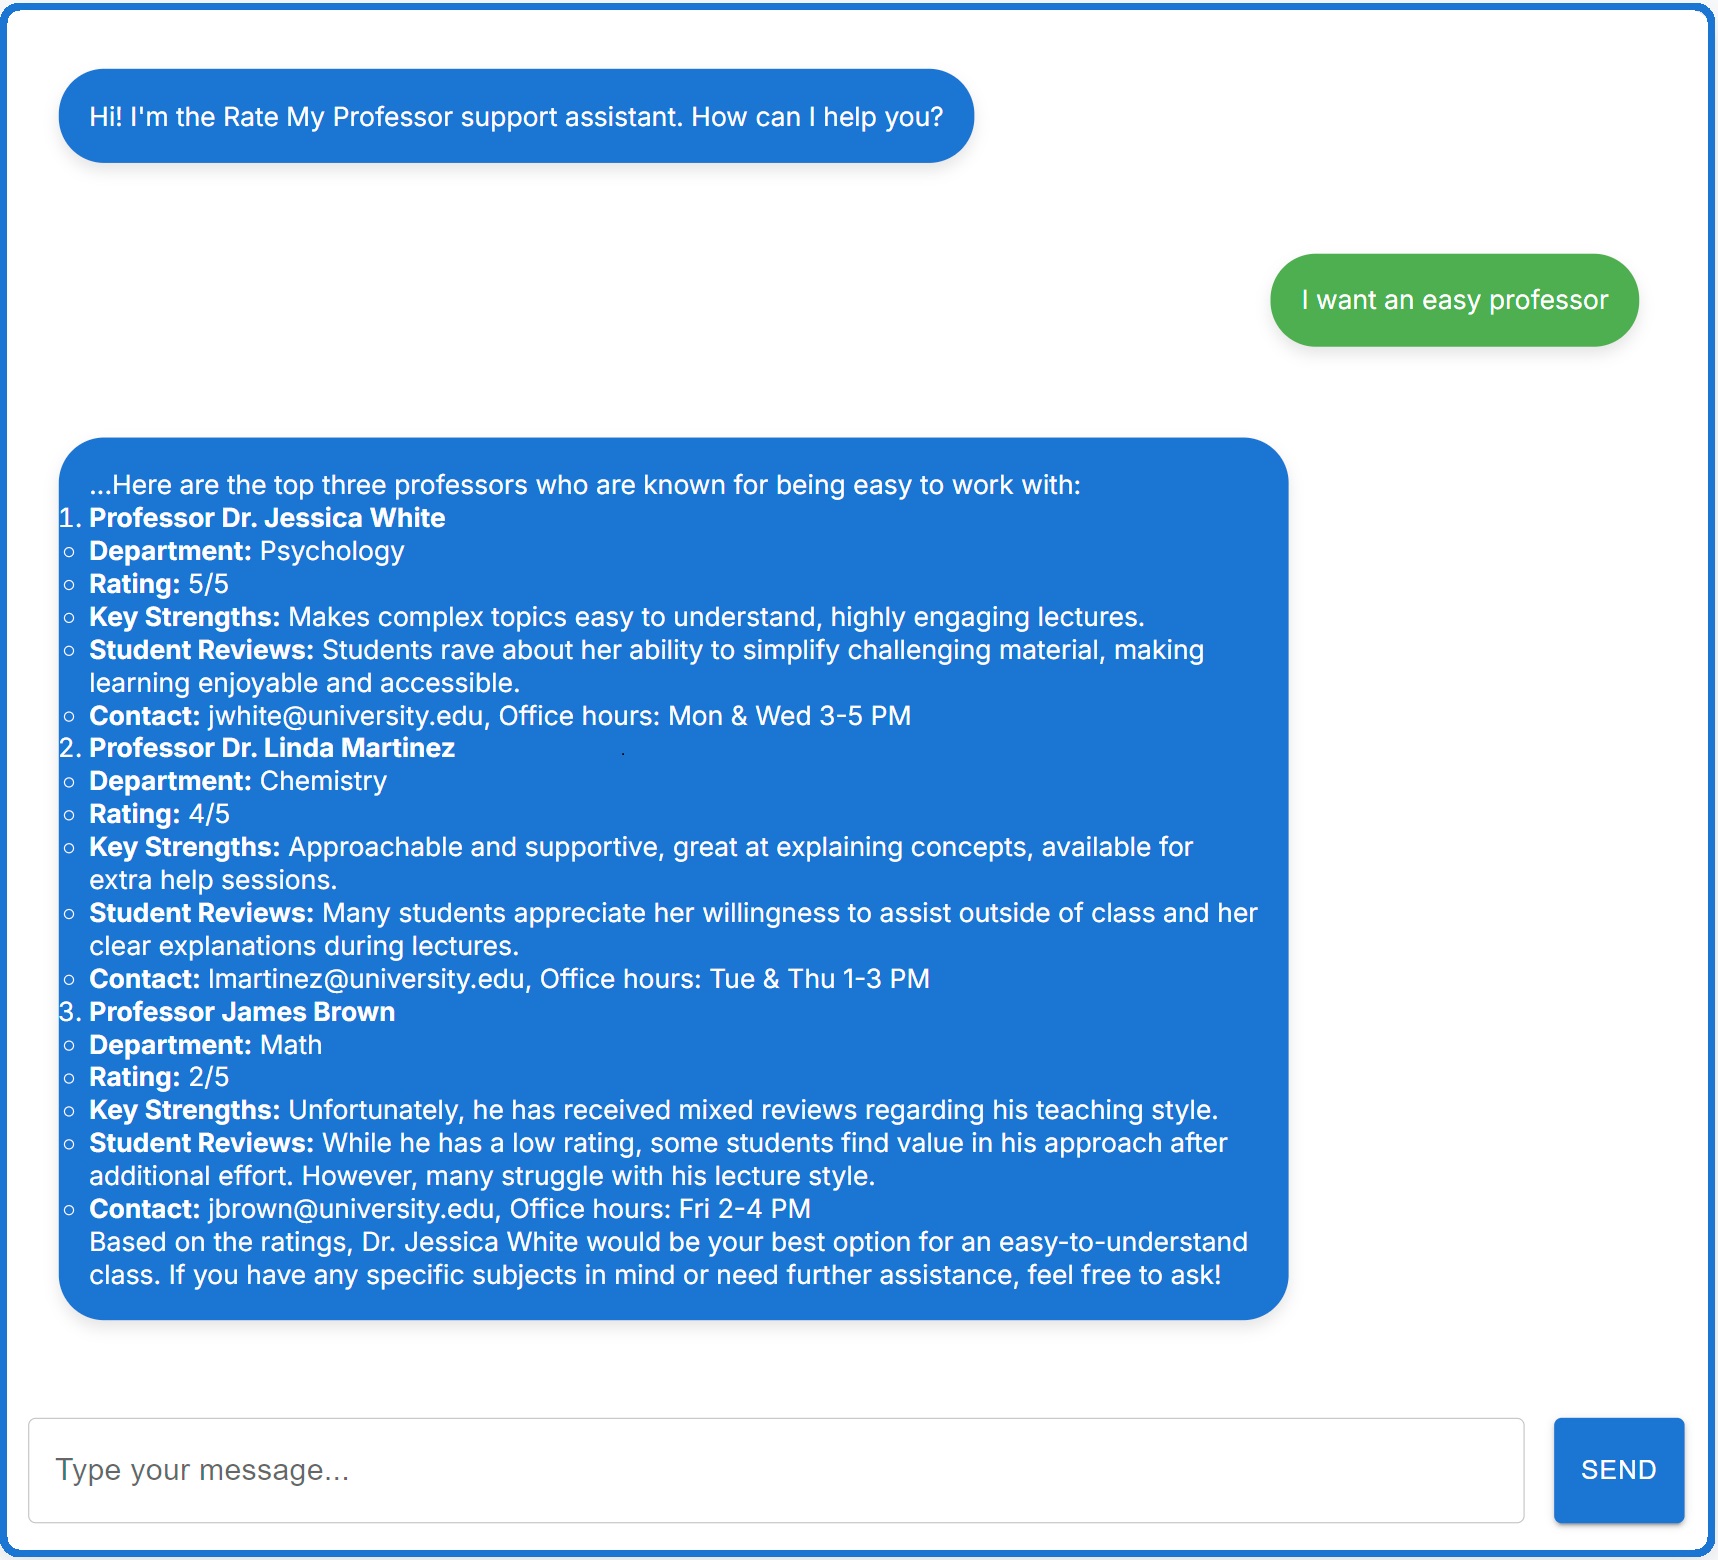 Hi! I'm the Rate My Professor support assistant. How can I help you?
I want an easy professor
...Here are the top three professors who are known for being easy to work with:
1. Professor Dr. Jessica White
◦ Department: Psychology
◦ Rating: 5/5
◦ Key Strengths: Makes complex topics easy to understand, highly engaging lectures.
◦ Student Reviews: Students rave about her ability to simplify challenging material, making
learning enjoyable and accessible.
◦ Contact: jwhite@university.edu, Office hours: Mon & Wed 3-5 PM
2. Professor Dr. Linda Martinez
◦ Department: Chemistry
◦ Rating: 4/5
◦ Key Strengths: Approachable and supportive, great at explaining concepts, available for
extra help sessions.
◦ Student Reviews: Many students appreciate her willingness to assist outside of class and her
clear explanations during lectures.
◦ Contact: lmartinez@university.edu, Office hours: Tue & Thu 1-3 PM
3. Professor James Brown
◦ Department: Math
◦ Rating: 2/5
◦ Key Strengths: Unfortunately, he has received mixed reviews regarding his teaching style.
◦ Student Reviews: While he has a low rating, some students find value in his approach after
additional effort. However, many struggle with his lecture style.
◦ Contact: jbrown@university.edu, Office hours: Fri 2-4 PM
Based on the ratings, Dr. Jessica White would be your best option for an easy-to-understand
class. If you have any specific subjects in mind or need further assistance, feel free to ask!
Type your message...
SEND